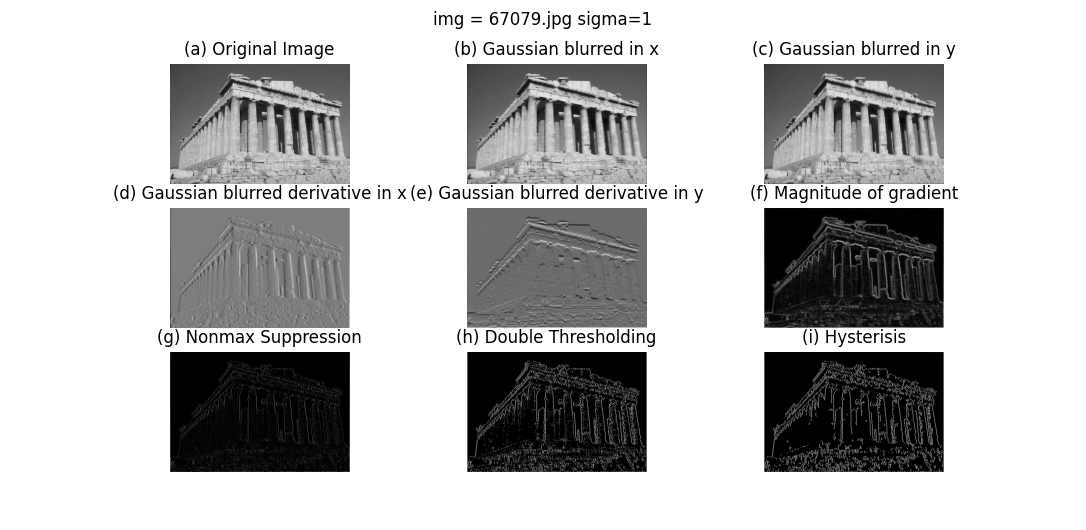 img = 67079.jpg sigma=1
(a) Original Image
(b) Gaussian blurred in x
(c) Gaussian blurred in y
(d) Gaussian blurred derivative in x
(e) Gaussian blurred derivative in y
(f) Magnitude of gradient
(g) Nonmax Suppression
(h) Double Thresholding
(i) Hysterisis